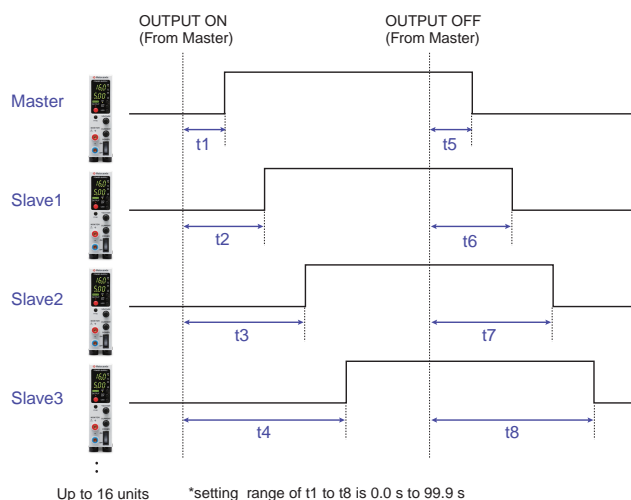 OUTPUT ON
(From Master)
OUTPUT OFF
(From Master)
Master
t1
t5
Slave1
t2
t6
Slave2
t3
t7
Slave3
t4
t8
Up to 16 units
*setting range of t1 to t8 is 0.0 s to 99.9 s